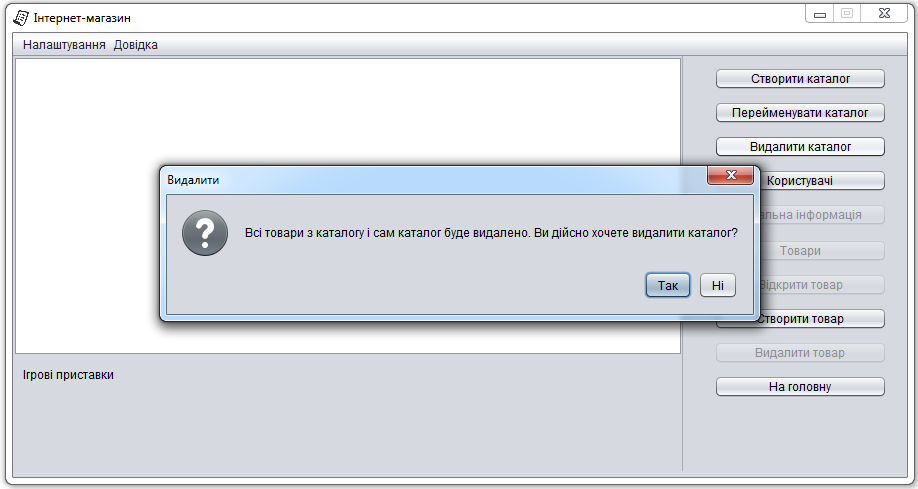 Інтернет-магазин
Налаштування Довідка
Створити каталог
Перейменувати каталог
Видалити каталог
Користувачі
альна інформація
Товари
ідкрити товар
Створити товар
Видалити товар
На головну
Видалити
Всі товари з каталогу і сам каталог буде видалено. Ви дійсно хочете видалити каталог?
Так Ні
Ігрові приставки